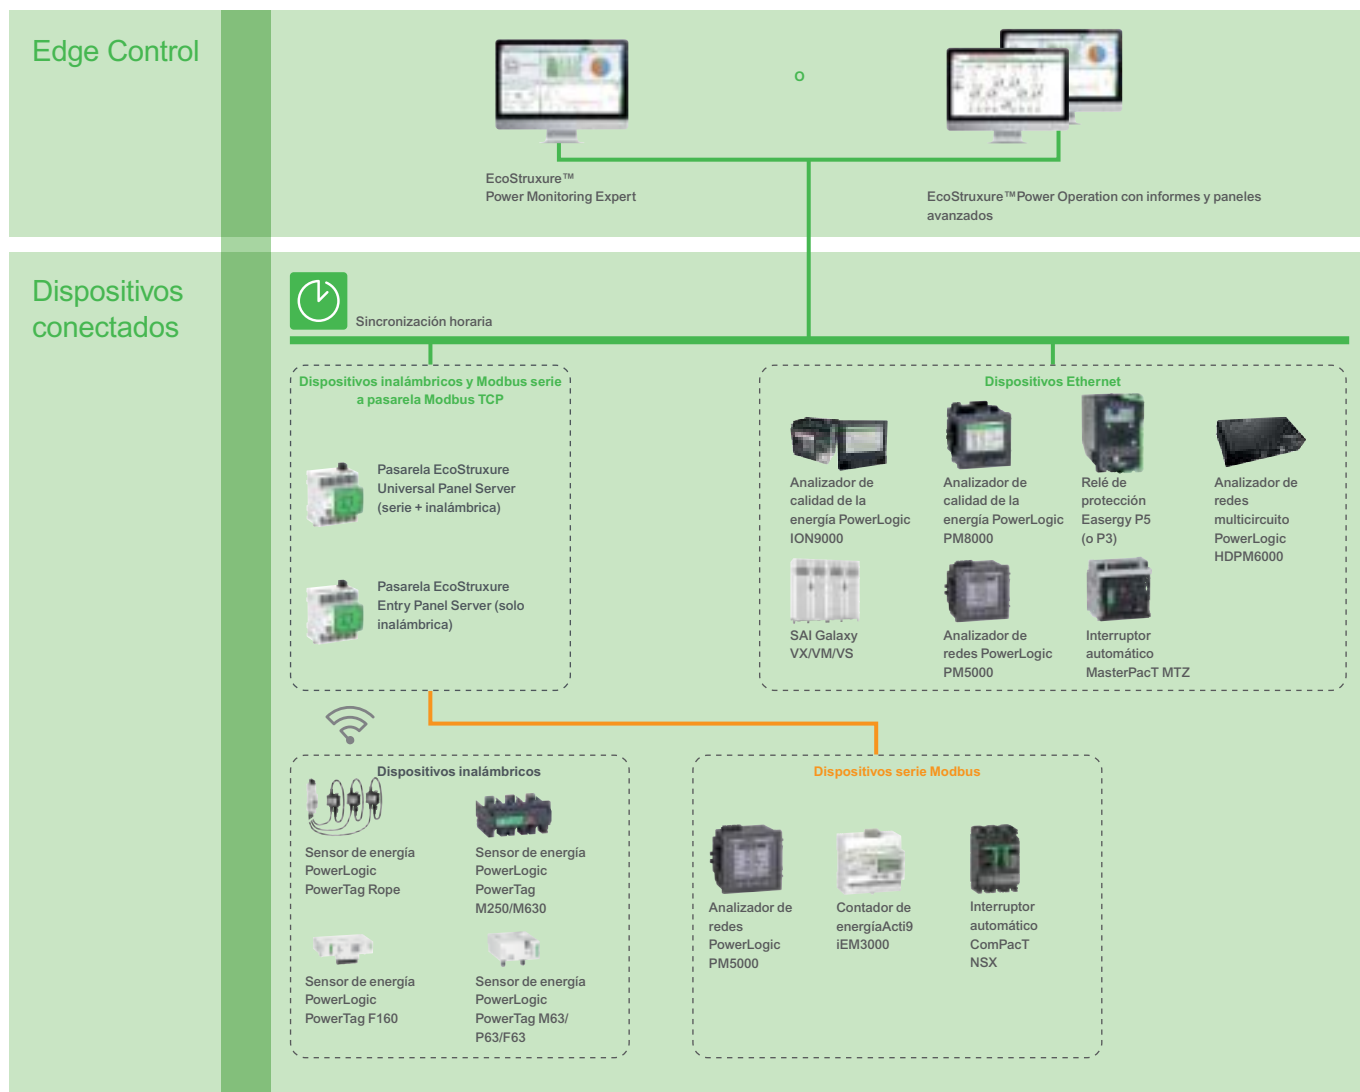 Edge Control
O
EcoStruxure™
Power Monitoring Expert
EcoStruxure™Power Operation con informes y paneles
avanzados
Dispositivos
conectados
Sincronización horaria
Dispositivos inalámbricos y Modbus serie
a pasarela Modbus TCP
Pasarela EcoStruxure
Universal Panel Server
(serie + inalámbrica)
Pasarela EcoStruxure
Entry Panel Server (solo
inalámbrica)
Dispositivos Ethernet
Analizador de
calidad de la
energía PowerLogic
ION9000
Analizador de
calidad de la
energía PowerLogic
PM8000
Relé de
protección
Easergy P5
(o P3)
Analizador de
redes
multicircuito
PowerLogic
HDPM6000
SAI Galaxy
VX/VM/VS
Analizador de
redes PowerLogic
PM5000
Interruptor
automático
MasterPacT MTZ
Dispositivos inalámbricos
Sensor de energía
PowerLogic
PowerTag Rope
Sensor de energía
PowerLogic
PowerTag
M250/M630
Sensor de energía
PowerLogic
PowerTag F160
Sensor de energía
PowerLogic
PowerTag M63/
P63/F63
Dispositivos serie Modbus
Analizador de
redes
PowerLogic
PM5000
Contador de
energíaActi9
iEM3000
Interruptor
automático
ComPacT
NSX